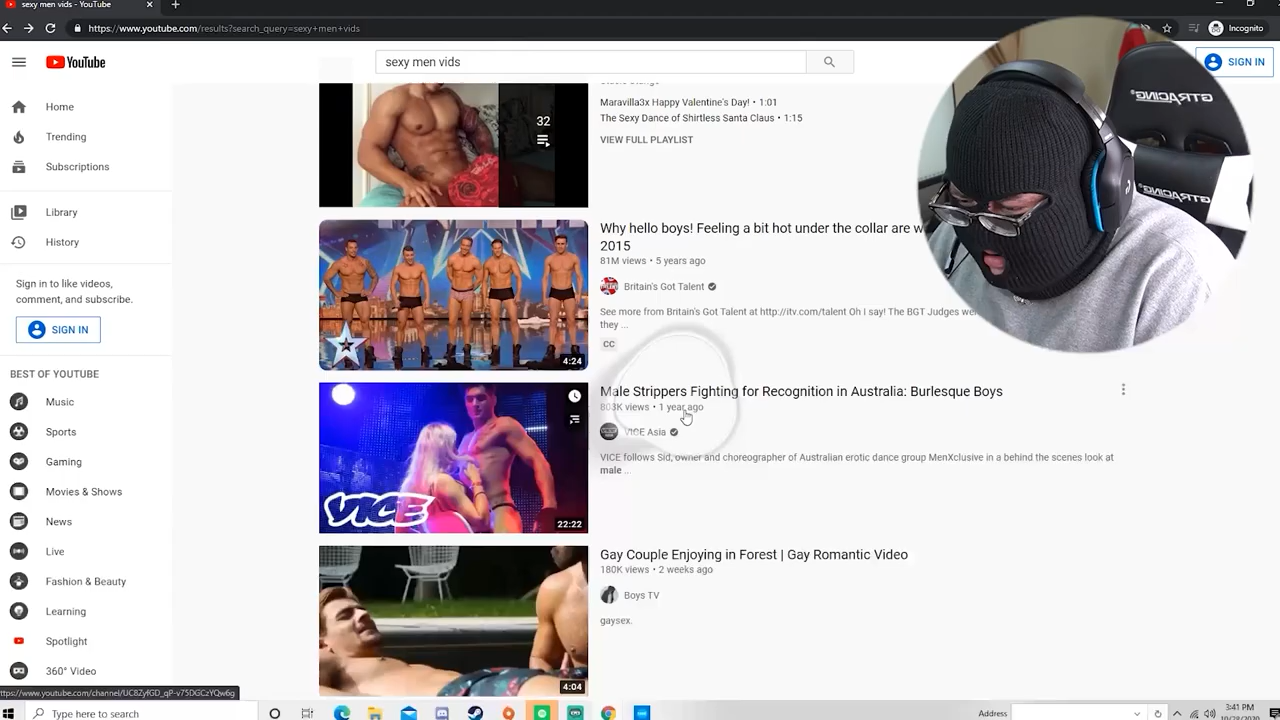 sexy men vids - YouTube
https://www.youtube.com/results?search_query=sexy+men+vids
Incognito
YouTube
sexy men vids
SIGN IN
Home
Trending
Subscriptions
Library
History
Sign in to like videos,
comment, and subscribe.
SIGN IN
BEST OF YOUTUBE
Music
Sports
Gaming
Movies & Shows
News
Live
Fashion & Beauty
Learning
Spotlight
360° Video
32
Maravilla3x Happy Valentine's Day! • 1:01
The Sexy Dance of Shirtless Santa Claus • 1:15
VIEW FULL PLAYLIST
Why hello boys! Feeling a bit hot under the collar are
2015
81M views • 5 years ago
Britain's Got Talent
See more from Britain's Got Talent at http://itv.com/talent Oh I say! The BGT Judges
they ...
CC
4:24
Male Strippers Fighting for Recognition in Australia: Burlesque Boys
803K views • 1 year ago
VICE Asia
VICE follows Sid, owner and choreographer of Australian erotic dance group MenXclusive in a behind the scenes look at
male ...
VICE
22:22
Gay Couple Enjoying in Forest | Gay Romantic Video
180K views • 2 weeks ago
Boys TV
gaysex.
4:04
GTRACING
GTRACING
Type here to search
Address
3:41 PM